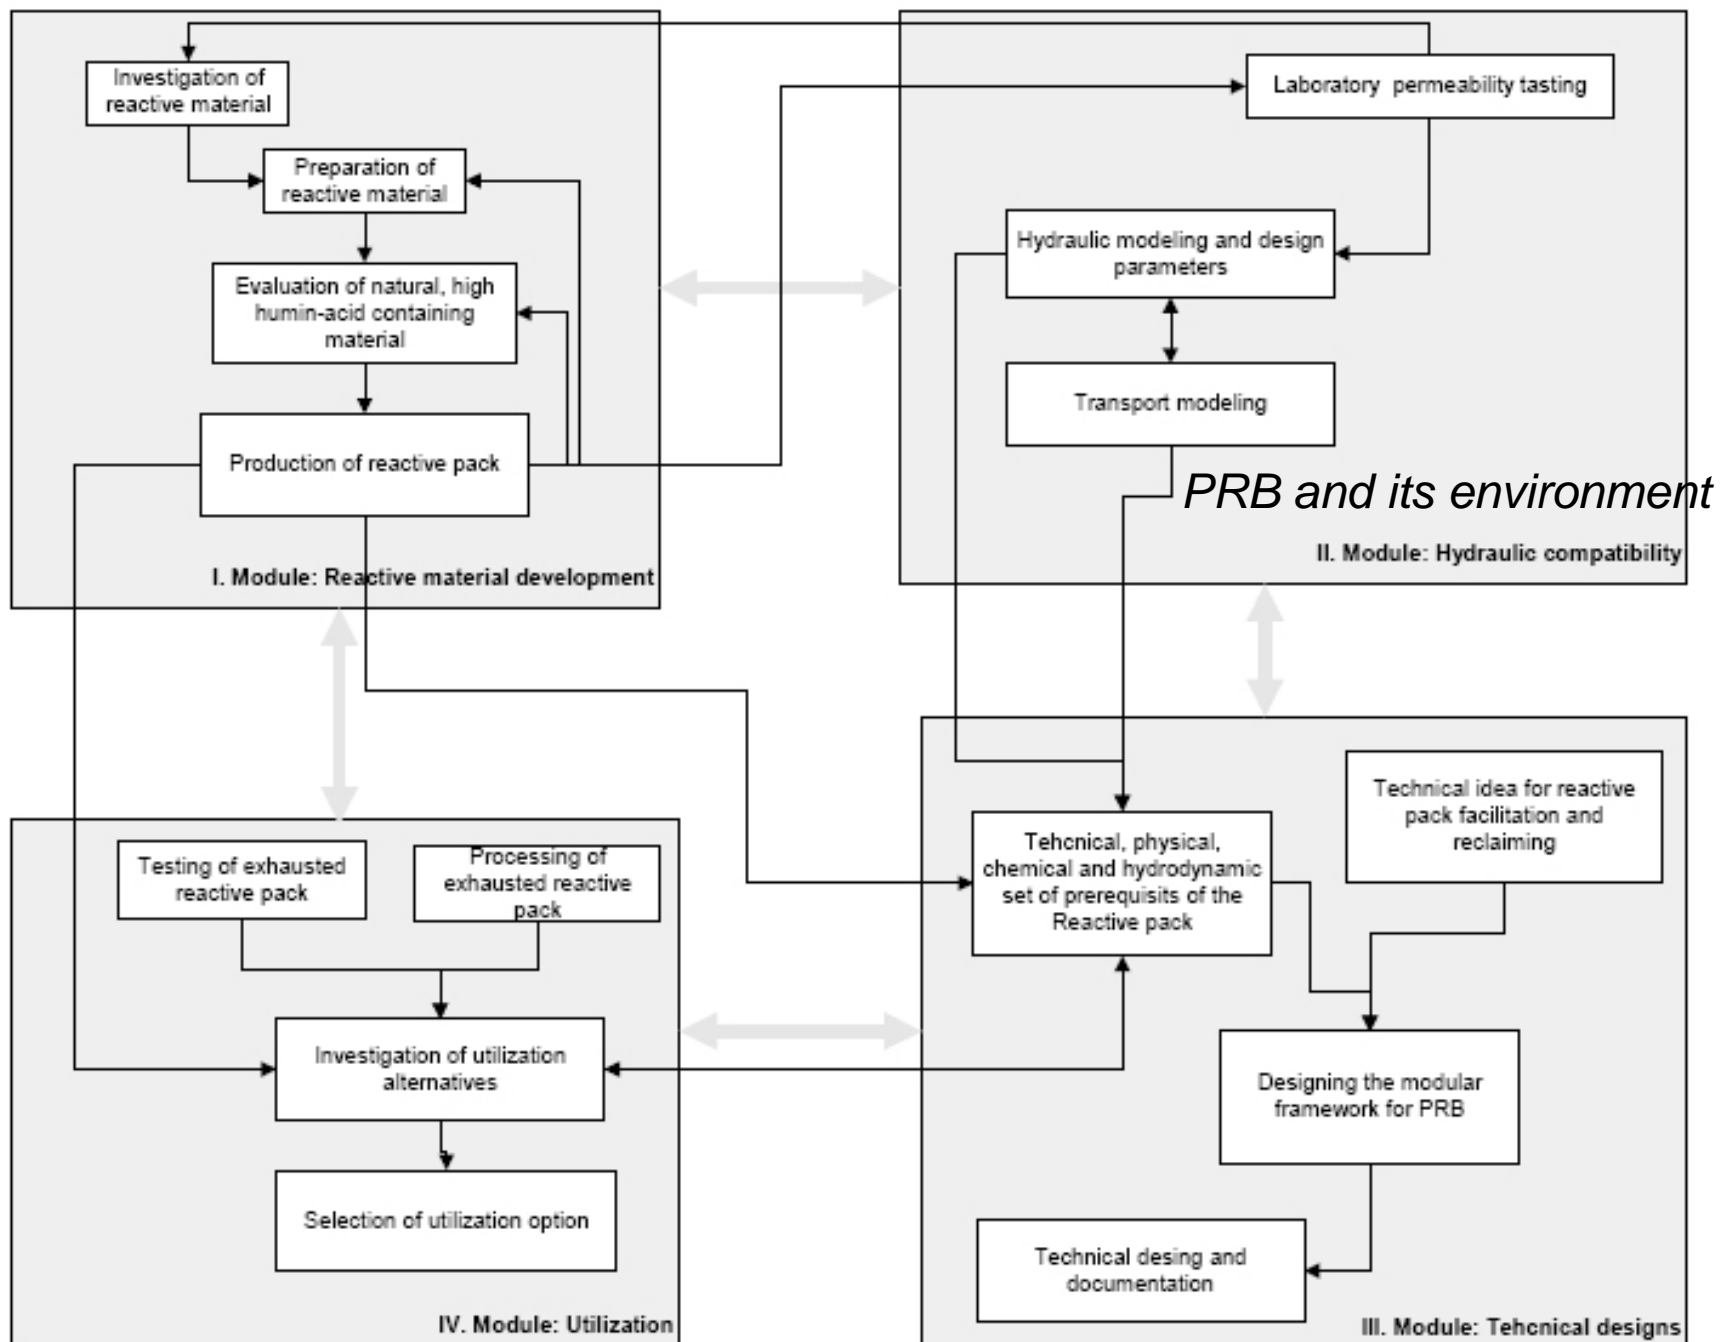 Investigation of
reactive material
Preparation of
reactive material
Evaluation of natural, high
humin-acid containing
material
Production of reactive pack
I. Module: Reactive material development
Laboratory permeability tasting
Hydraulic modeling and design
parameters
Transport modeling
PRB and its environment
II. Module: Hydraulic compatibility
Testing of exhausted
reactive pack
Processing of
exhausted reactive
pack
Investigation of utilization
alternatives
Selection of utilization option
IV. Module: Utilization
Technical idea for reactive
pack facilitation and
reclaiming
Tehcnical, physical,
chemical and hydrodynamic
set of prerequisits of the
Reactive pack
Designing the modular
framework for PRB
Technical desing and
documentation
III. Module: Tehcnical designs